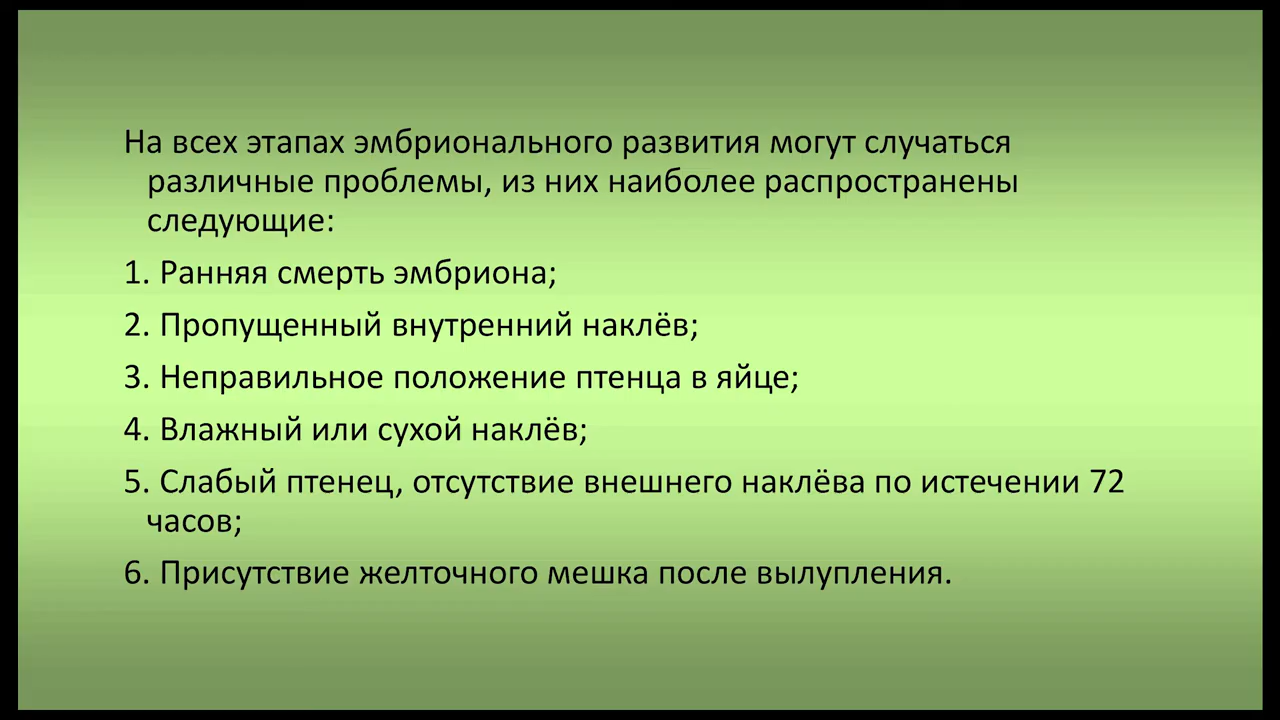 На всех этапах эмбрионального развития могут случаться
различные проблемы, из них наиболее распространены
следующие:
1. Ранняя смерть эмбриона;
2. Пропущенный внутренний наклёв;
3. Неправильное положение птенца в яйце;
4. Влажный или сухой наклёв;
5. Слабый птенец, отсутствие внешнего наклёва по истечении 72
часов;
6. Присутствие желточного мешка после вылупления.